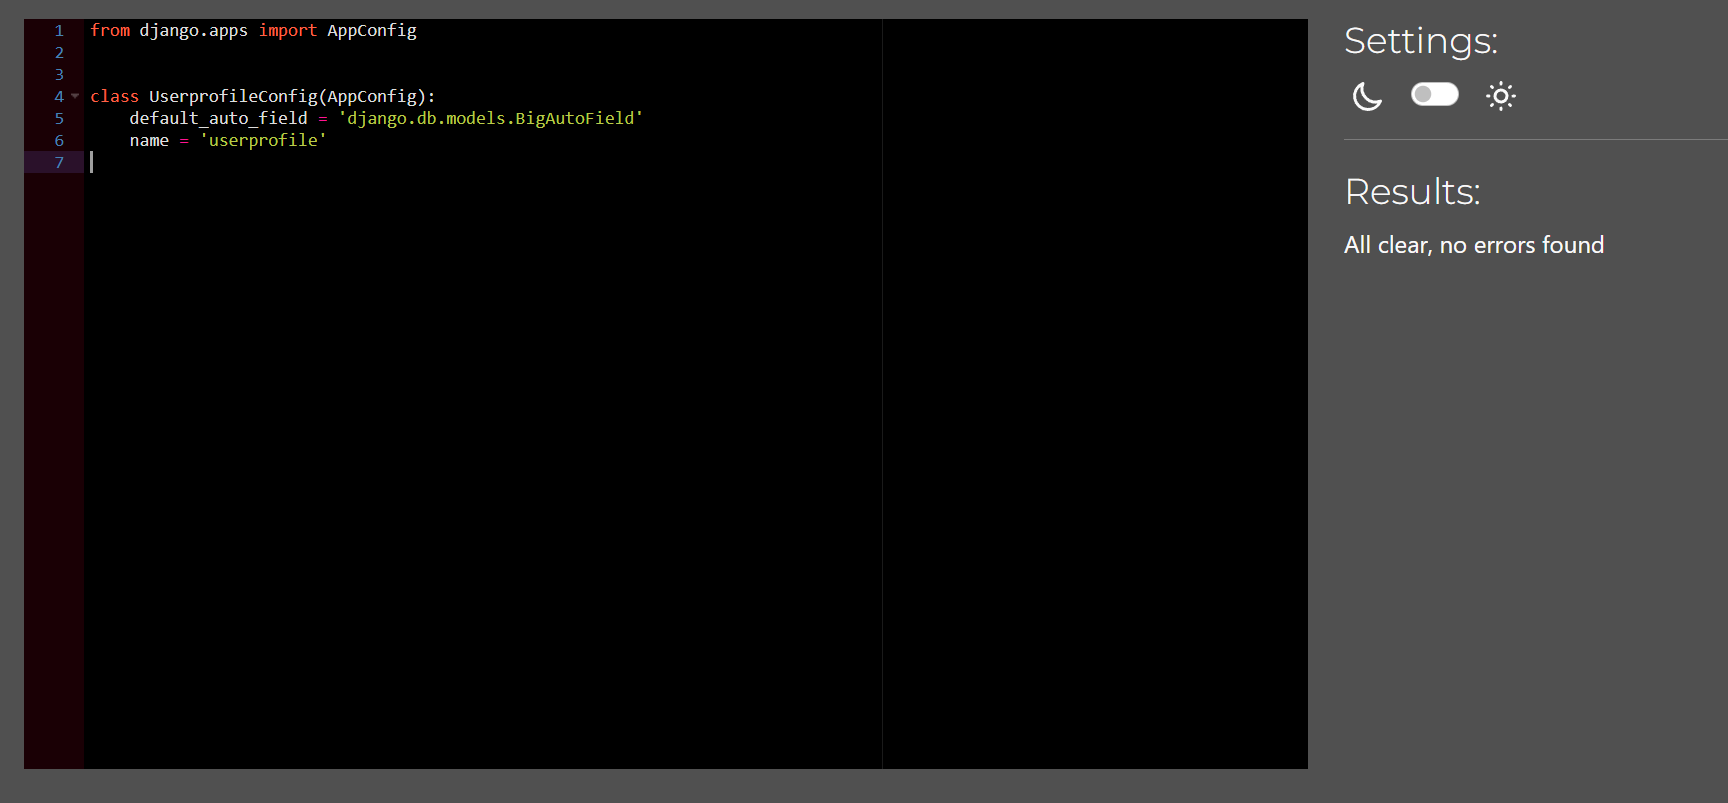 1 from django.apps import AppConfig
2
3
4 class UserprofileConfig(AppConfig):
5     default_auto_field = 'django.db.models.BigAutoField'
6     name = 'userprofile'
7
Settings:
Results:
All clear, no errors found